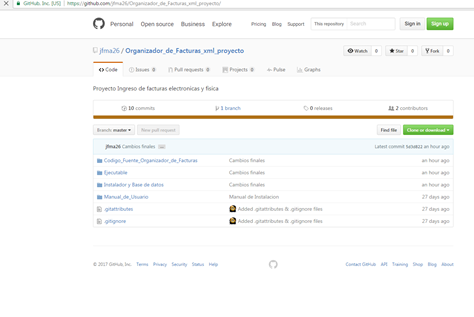 GitHub, Inc. [US] https://github.com/jfma26/Organizador_de_Facturas_xml_proyecto/
Personal Open source Business Explore Pricing Blog Support This repository Search Sign in Sign up
jfma26 / Organizador_de_Facturas_xml_proyecto Watch 0 Star 0 Fork 0
Code Issues 0 Pull requests 0 Projects 0 Pulse Graphs
Proyecto Ingreso de facturas electronicas y fisica
10 commits 1 branch 0 releases 2 contributors
Branch: master New pull request Find file Clone or download
jfma26 Cambios finales Latest commit an hour ago
Codigo_Fuente_Organizador_de_Facturas Cambios finales an hour ago
Ejecutable Cambios finales an hour ago
Instalador y Base de datos Cambios finales an hour ago
Manual_de_Usuario Manual de Instalacion 27 days ago
.gitattributes Added .gitattributes & .gitignore files 27 days ago
.gitignore Added .gitattributes & .gitignore files 27 days ago
© 2017 GitHub, Inc. Terms Privacy Security Status Help Contact GitHub API Training Shop Blog About